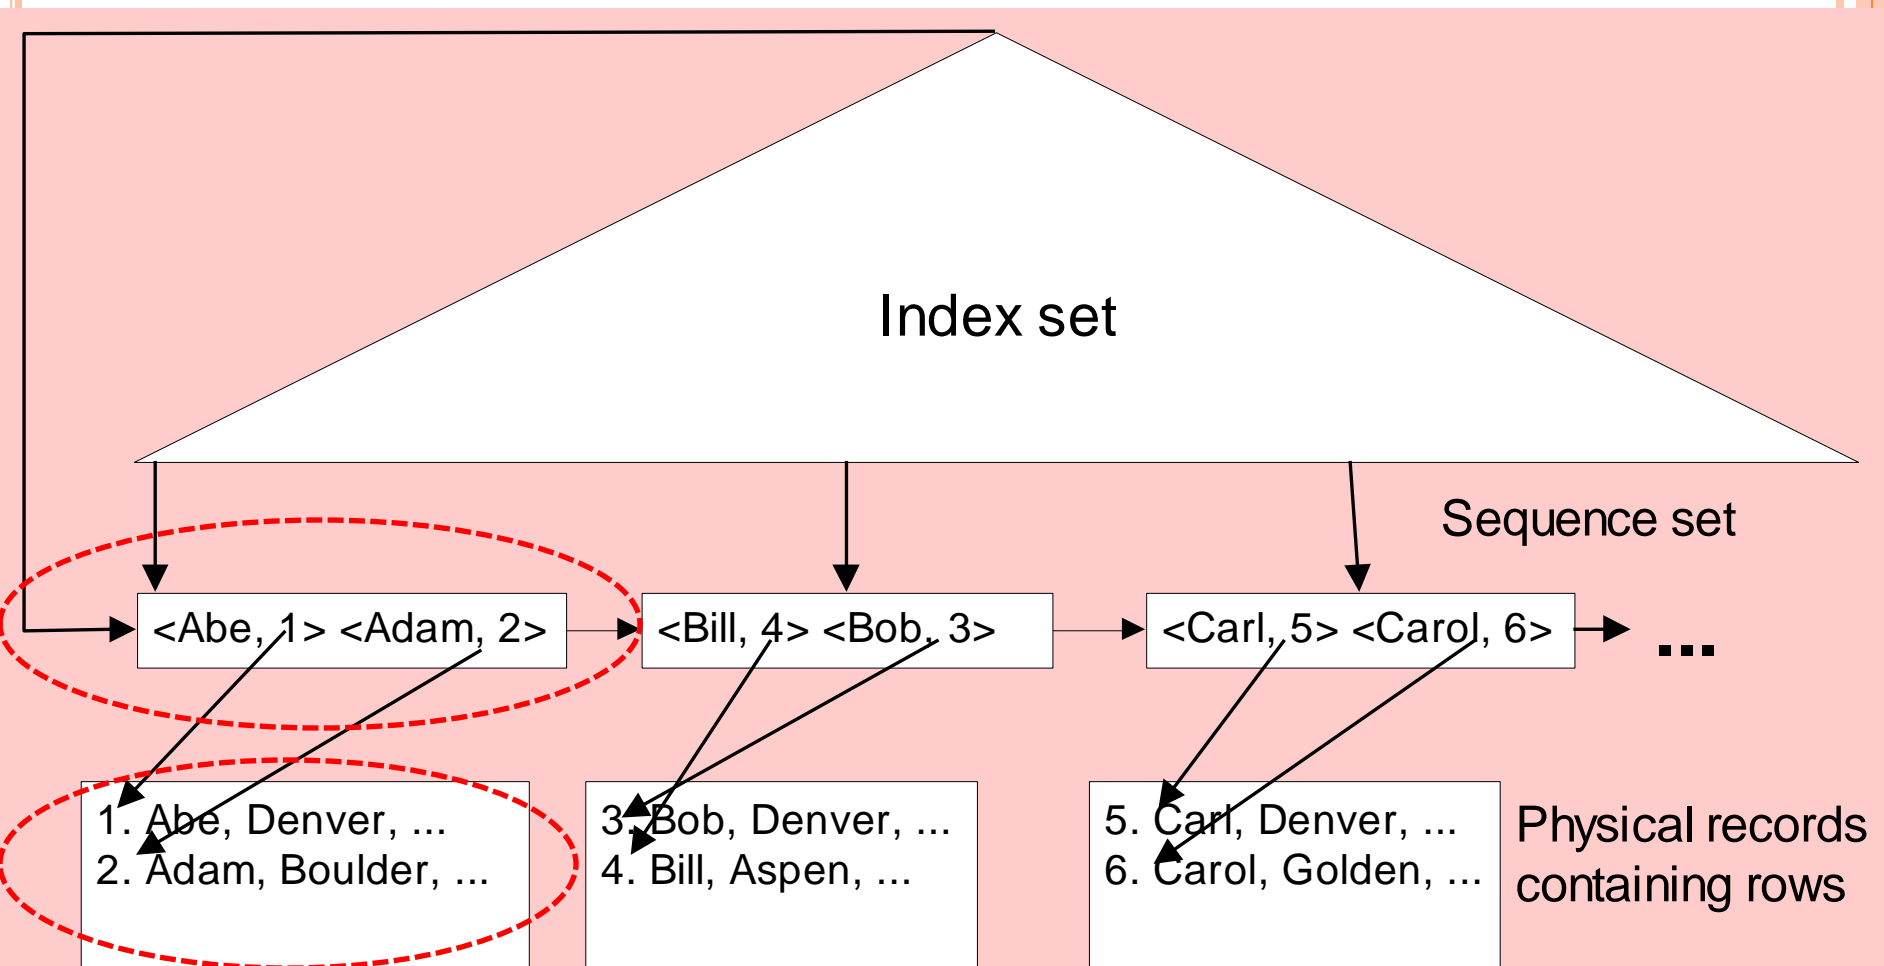 Index set
Sequence set
<Abe, 1> <Adam, 2>
<Bill, 4> <Bob, 3>
<Carl, 5> <Carol, 6>
...
1. Abe, Denver, ...
2. Adam, Boulder, ...
3. Bob, Denver, ...
4. Bill, Aspen, ...
5. Carl, Denver, ...
6. Carol, Golden, ...
Physical records
containing rows